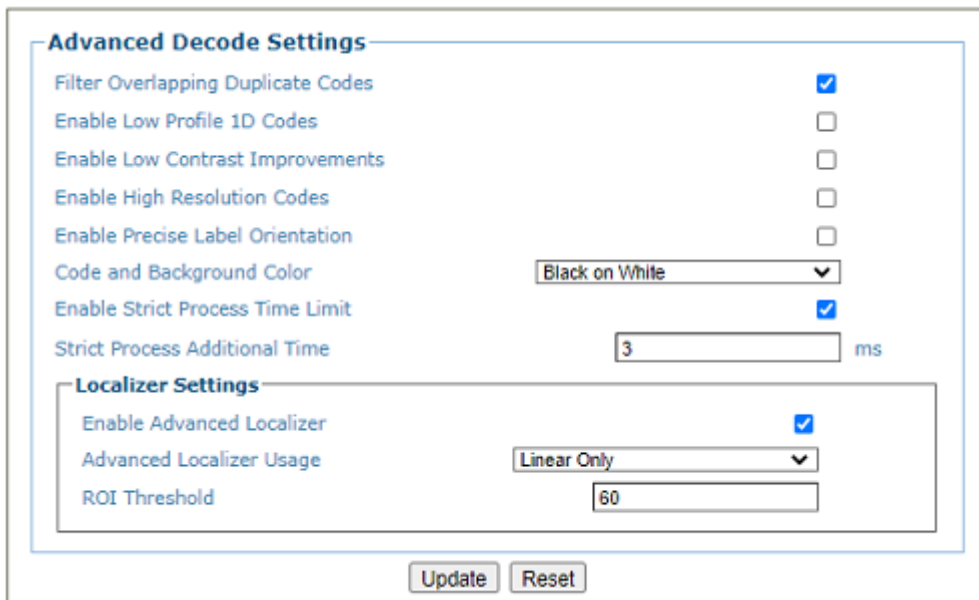 Advanced Decode Settings
Filter Overlapping Duplicate Codes
Enable Low Profile 1D Codes
Enable Low Contrast Improvements
Enable High Resolution Codes
Enable Precise Label Orientation
Code and Background Color Black on White
Enable Strict Process Time Limit
Strict Process Additional Time 3 ms
Localizer Settings
Enable Advanced Localizer
Advanced Localizer Usage Linear Only
ROI Threshold 60
Update Reset